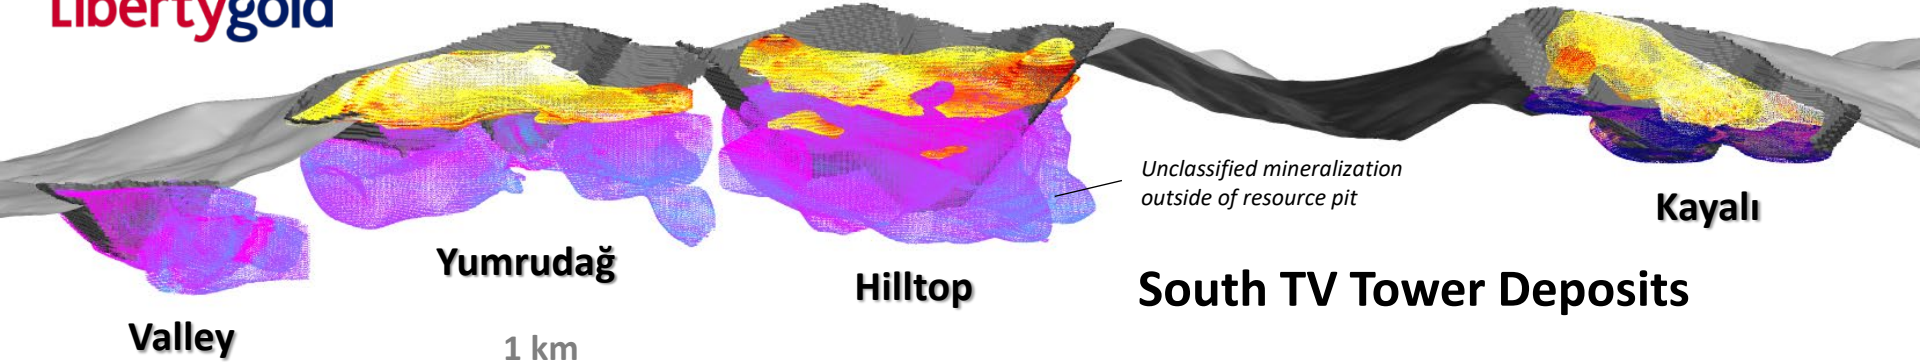 Libertygold
Unclassified mineralization
outside of resource pit
Kayalı
Yumrudağ
Hilltop
South TV Tower Deposits
Valley
1 km